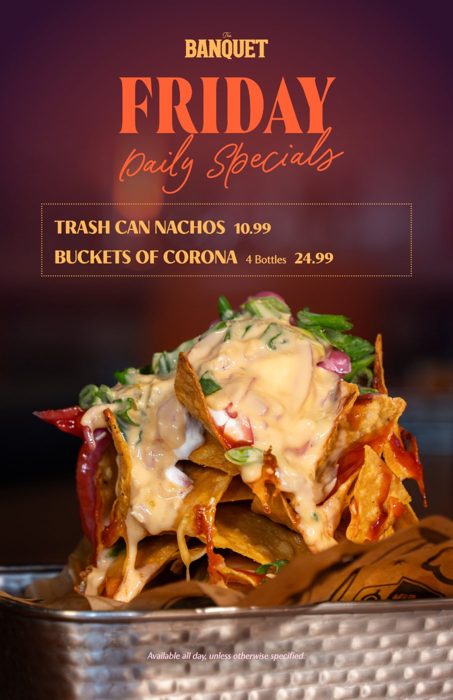 The
BANQUET
FRIDAY
Daily Specials
TRASH CAN NACHOS 10.99
BUCKETS OF CORONA 4 Bottles 24.99
Available all day, unless otherwise specified.